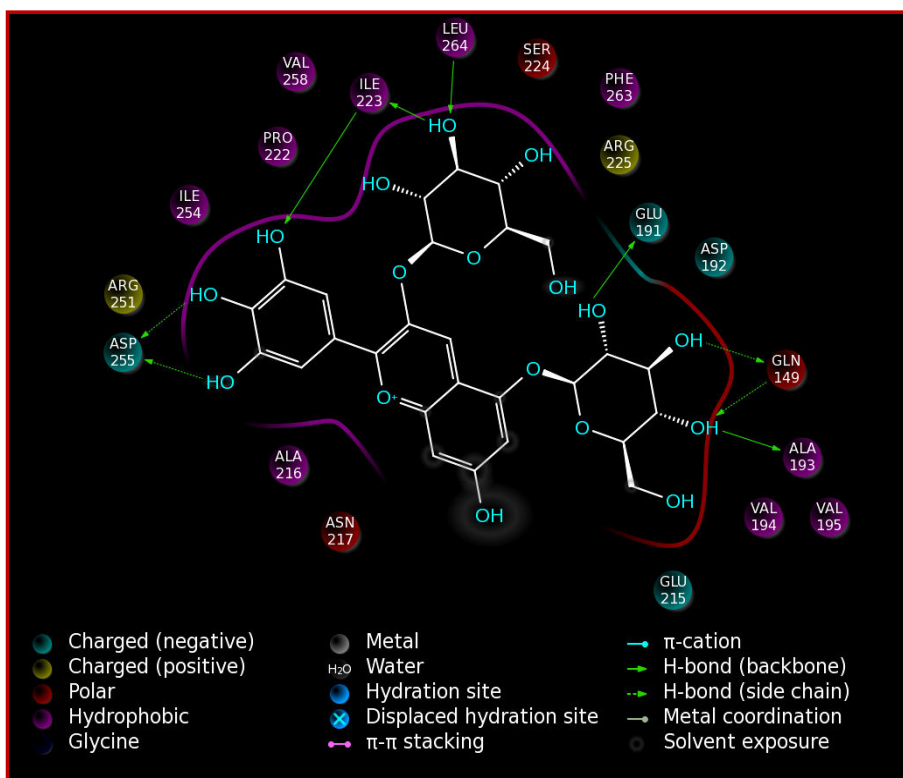 LEU
264
SER
224
VAL
258
ILE
223
PHE
263
HO
PRO
222
OH
ARG
225
HO
ILE
254
GLU
191
HO
ASP
192
O
O
ARG
251
HO
OH
HO
ASP
255
OH
GLN
149
HO
O
O+
O
OH
ALA
193
ALA
216
OH
VAL
194
VAL
195
OH
ASN
217
GLU
215
Charged (negative)
Charged (positive)
Polar
Hydrophobic
Glycine
Metal
H₂O Water
Hydration site
Displaced hydration site
π-π stacking
π-cation
H-bond (backbone)
H-bond (side chain)
Metal coordination
Solvent exposure